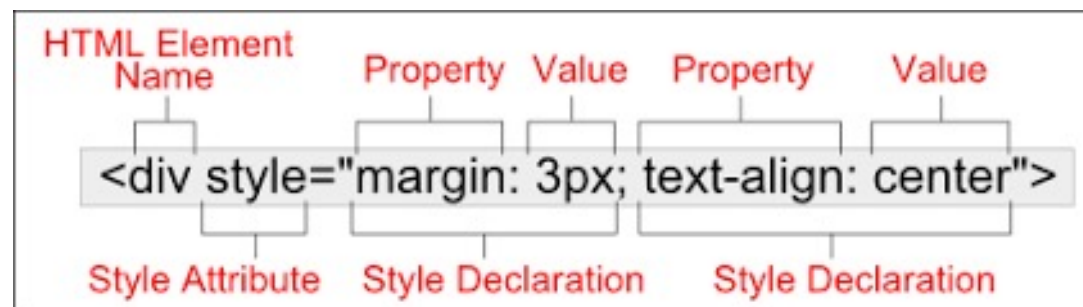 HTML Element
Name
Property
Value
Property
Value
<div style="margin: 3px; text-align: center">
Style Attribute
Style Declaration
Style Declaration